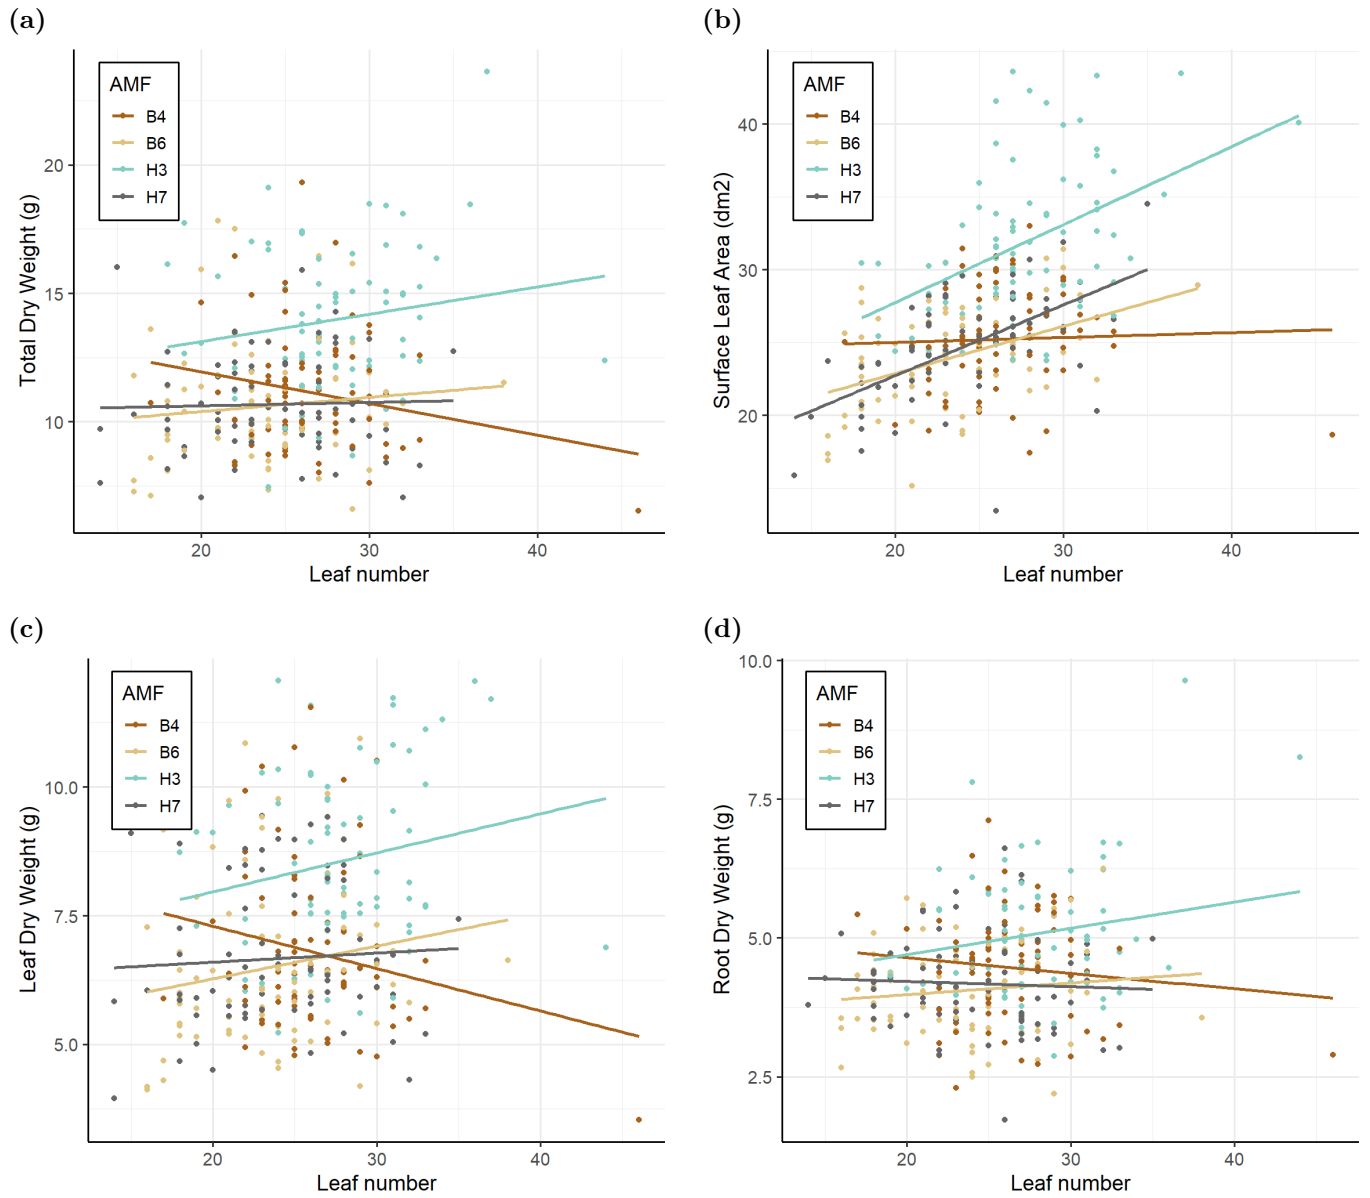 (a)
AMF
B4
B6
H3
H7
Total Dry Weight (g)
20
15
10
20
30
40
Leaf number
(b)
AMF
B4
B6
H3
H7
Surface Leaf Area (dm2)
40
30
20
20
30
40
Leaf number
(c)
AMF
B4
B6
H3
H7
Leaf Dry Weight (g)
10.0
7.5
5.0
20
30
40
Leaf number
(d)
AMF
B4
B6
H3
H7
Root Dry Weight (g)
10.0
7.5
5.0
2.5
20
30
40
Leaf number